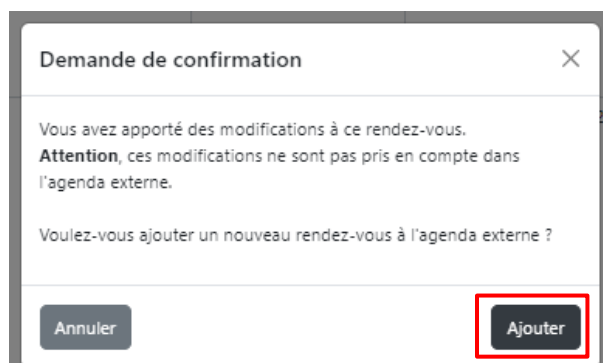 Demande de confirmation
Vous avez apporté des modifications à ce rendez-vous.
Attention, ces modifications ne sont pas pris en compte dans
l'agenda externe.
Voulez-vous ajouter un nouveau rendez-vous à l'agenda externe ?
Annuler
Ajouter